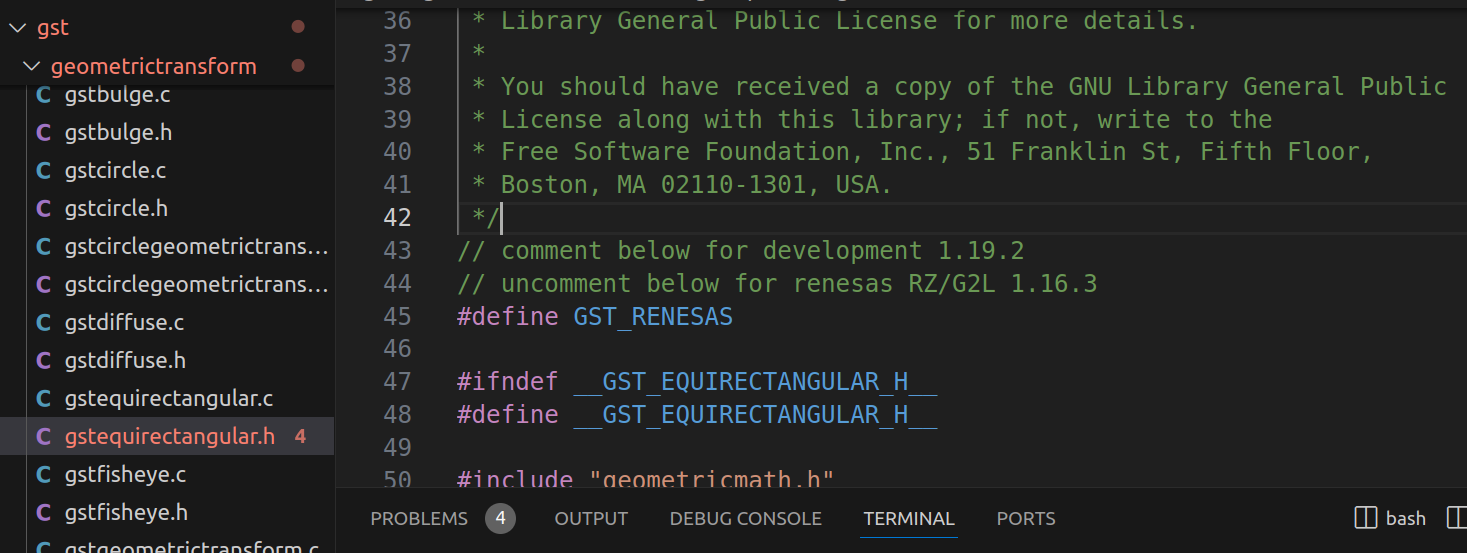 gst
geometrictransform
gstbulge.c
gstbulge.h
gstcircle.c
gstcircle.h
gstcirclegeometrictrans...
gstcirclegeometrictrans...
gstdiffuse.c
gstdiffuse.h
gstequirectangular.c
gstequirectangular.h 4
gstfisheye.c
gstfisheye.h
gstgeometrictransform.c
36 * Library General Public License for more details.
37 *
38 * You should have received a copy of the GNU Library General Public
39 * License along with this library; if not, write to the
40 * Free Software Foundation, Inc., 51 Franklin St, Fifth Floor,
41 * Boston, MA 02110-1301, USA.
42 */
43 // comment below for development 1.19.2
44 // uncomment below for renesas RZ/G2L 1.16.3
45 #define GST_RENESAS
46
47 #ifndef __GST_EQUIRECTANGULAR_H__
48 #define __GST_EQUIRECTANGULAR_H__
49
50 #include "geometricmath.h"
PROBLEMS 4 OUTPUT DEBUG CONSOLE TERMINAL PORTS bash